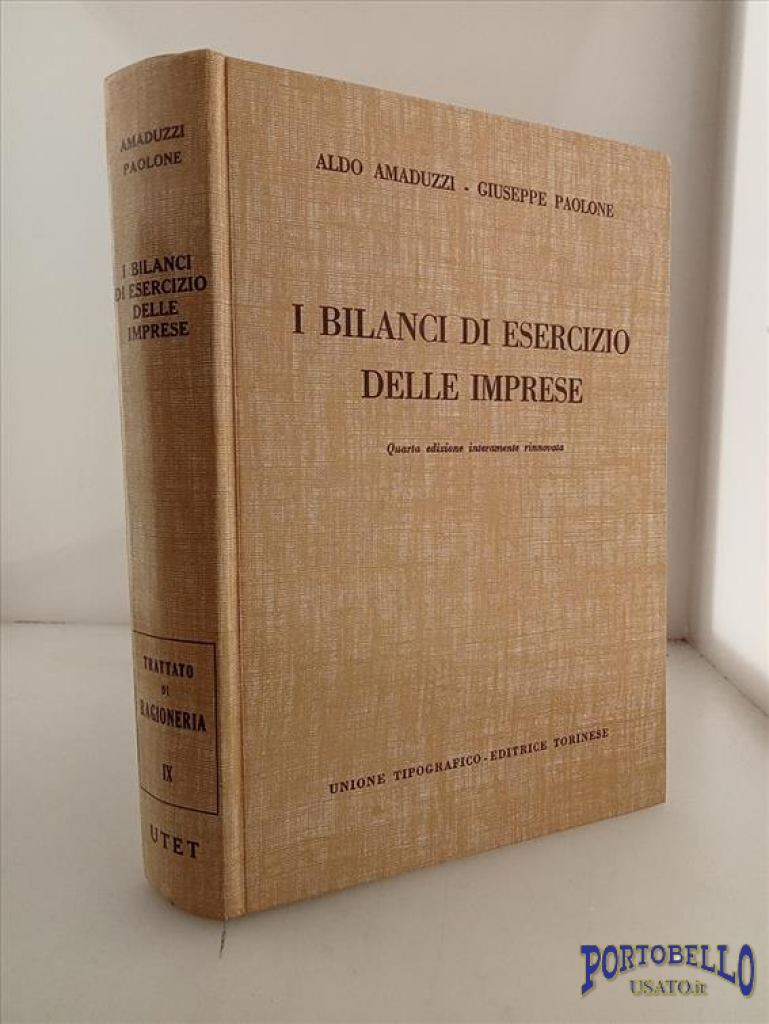 AMADUZZI
PAOLONE
I BILANCI
DI ESERCIZIO
DELLE
IMPRESE
TRATTATO
DI
RAGIONERIA
IX
UTET
ALDO AMADUZZI - GIUSEPPE PAOLONE
I BILANCI DI ESERCIZIO
DELLE IMPRESE
Quarta edizione interamente rinnovata
UNIONE TIPOGRAFICO-EDITRICE TORINESE
PORTOBELLO
USATO.it